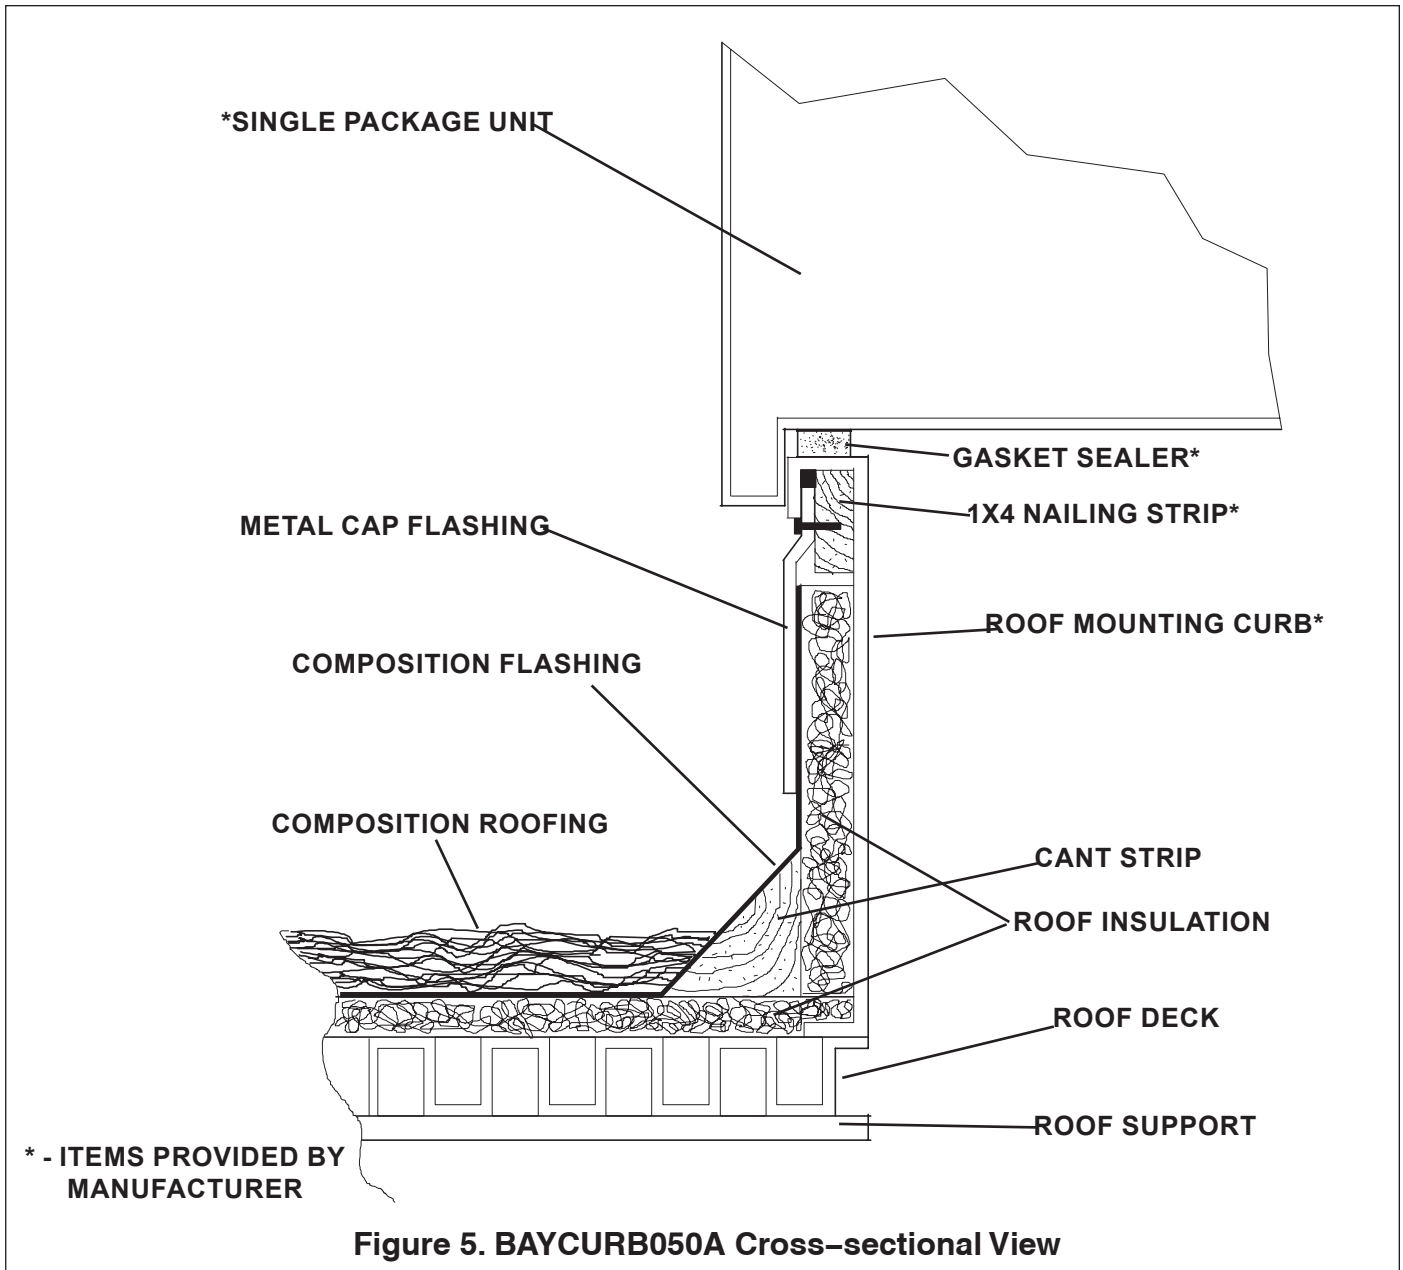 *SINGLE PACKAGE UNIT
GASKET SEALER*
1X4 NAILING STRIP*
METAL CAP FLASHING
ROOF MOUNTING CURB*
COMPOSITION FLASHING
COMPOSITION ROOFING
CANT STRIP
ROOF INSULATION
ROOF DECK
ROOF SUPPORT
* - ITEMS PROVIDED BY
MANUFACTURER
Figure 5. BAYCURB050A Cross–sectional View